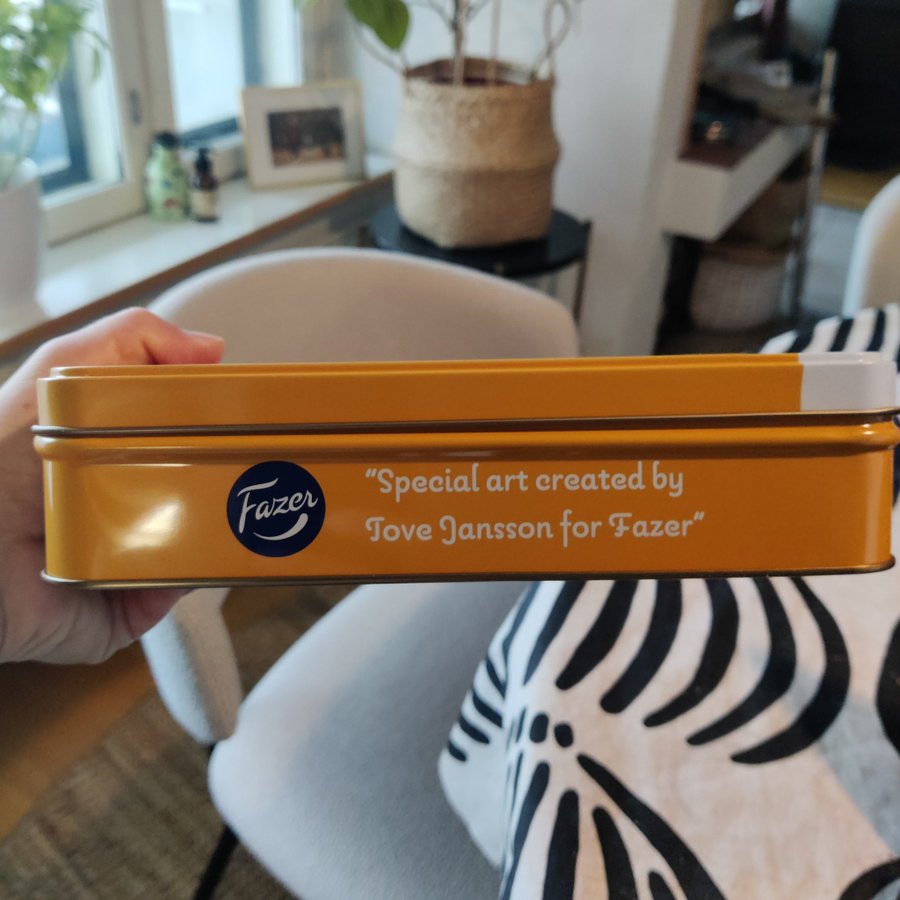 Fazer
“Special art created by
Tove Jansson for Fazer“